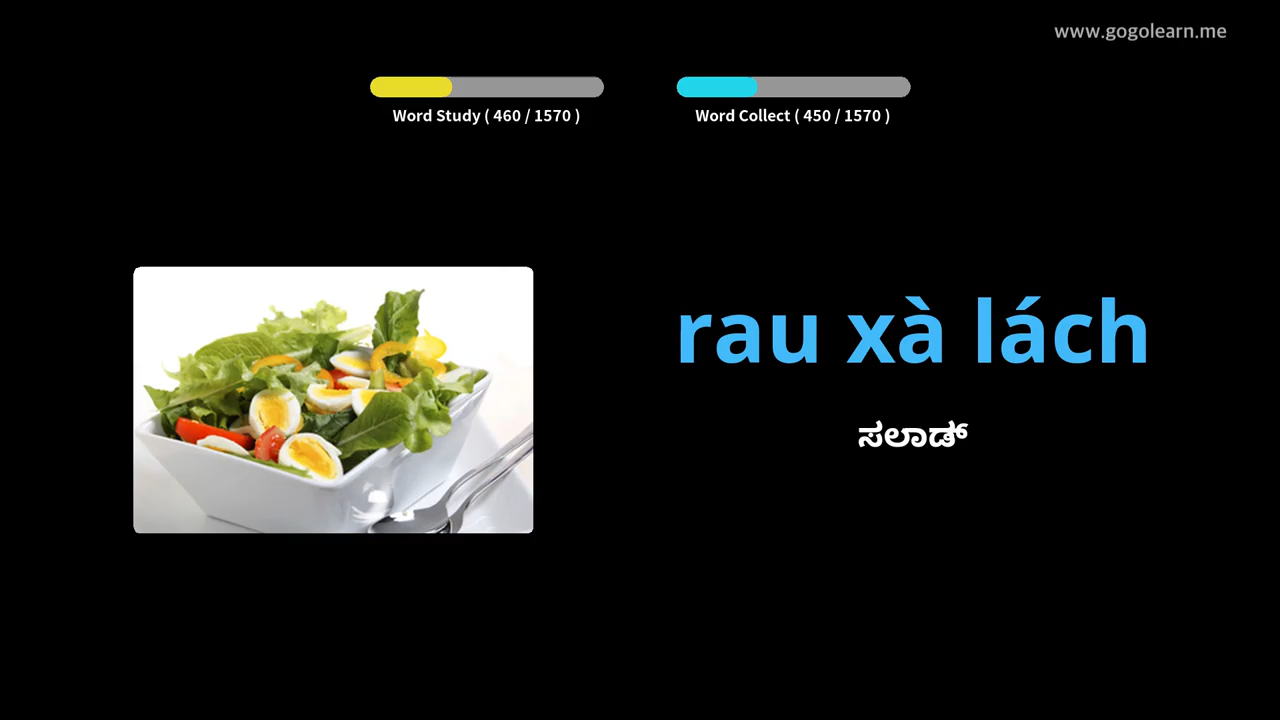 www.gogolearn.me
Word Study ( 460 / 1570 )
Word Collect ( 450 / 1570 )
rau xà lách
ಸಲಾಡ್